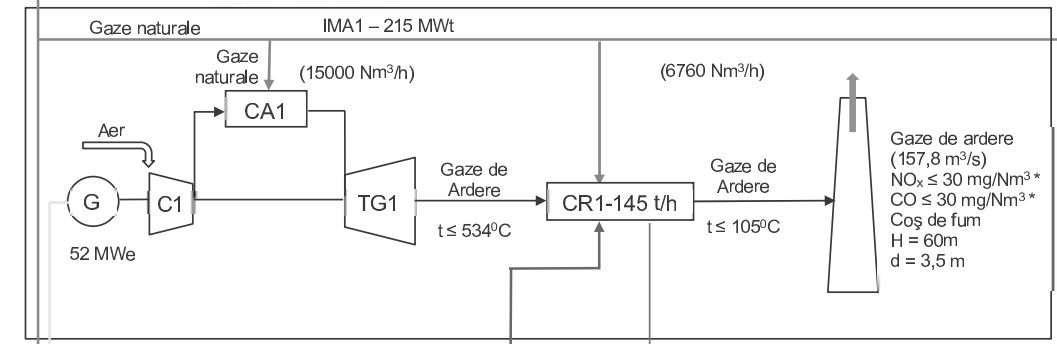 Gaze naturale
IMA1 – 215 MWt
Gaze
naturale
(15000 Nm³/h)
(6760 Nm³/h)
CA1
Aer
G
C1
TG1
52 MWe
Gaze de
Ardere
t ≤ 534⁰C
CR1-145 t/h
Gaze de
Ardere
t ≤ 105⁰C
Gaze de ardere
(157,8 m³/s)
NOₓ ≤ 30 mg/Nm³ *
CO ≤ 30 mg/Nm³ *
Coş de fum
H = 60m
d = 3,5 m